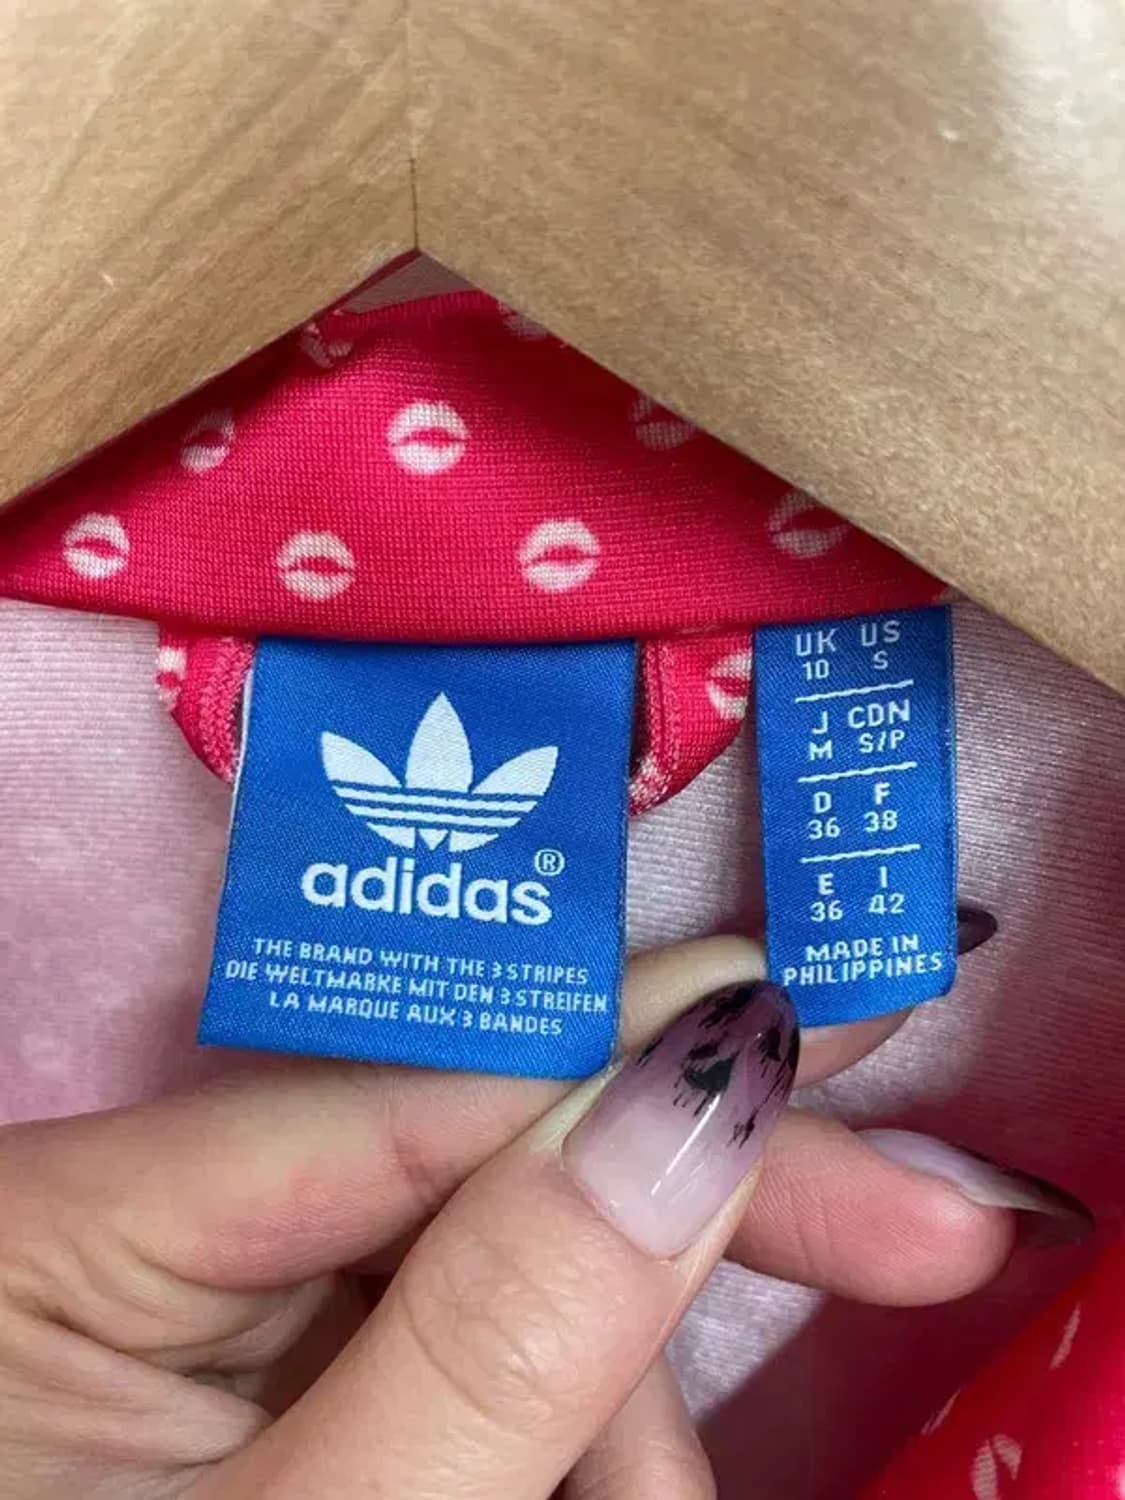 adidas®
THE BRAND WITH THE 3 STRIPES
DIE WELTMARKE MIT DEN 3 STREIFEN
LA MARQUE AUX 3 BANDES
UK US
10 S
J CDN
M S/P
D F
36 38
E I
36 42
MADE IN
PHILIPPINES